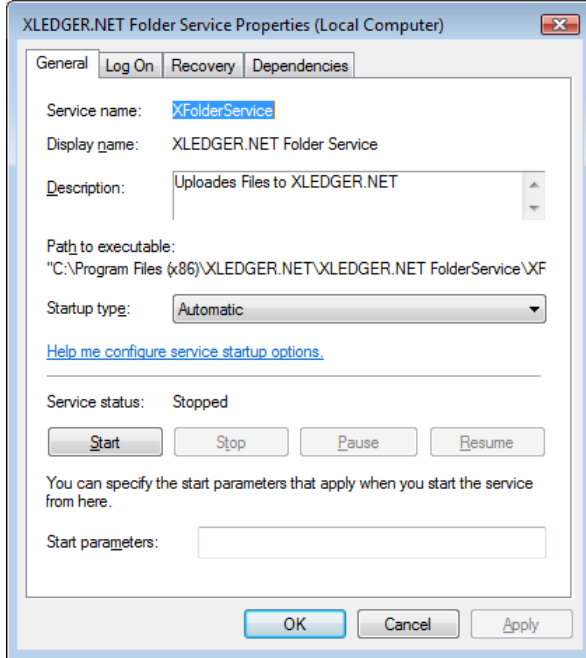 XLEDGER.NET Folder Service Properties (Local Computer)
General Log On Recovery Dependencies
Service name: XFolderService
Display name: XLEDGER.NET Folder Service
Description: Uploades Files to XLEDGER.NET
Path to executable:
"C:\Program Files (x86)\XLEDGER.NET\XLEDGER.NET FolderService\XF
Startup type: Automatic
Help me configure service startup options.
Service status: Stopped
Start Stop Pause Resume
You can specify the start parameters that apply when you start the service
from here.
Start parameters:
OK Cancel Apply